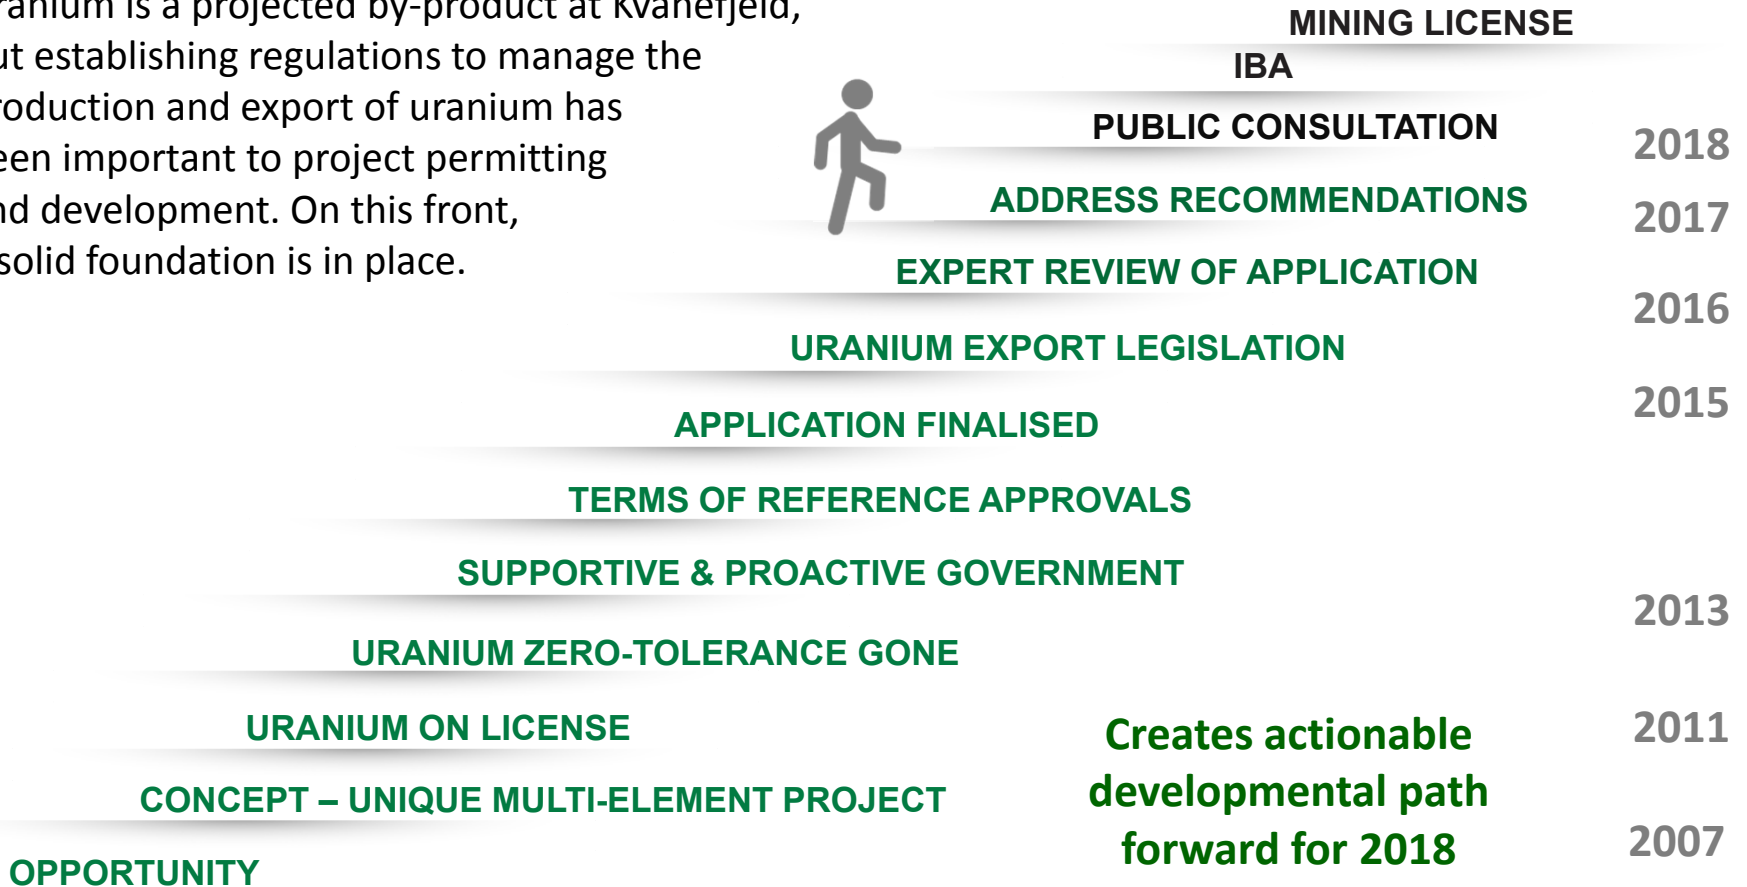 ranium is a projected by-product at Kvanefjeld,
ut establishing regulations to manage the
roduction and export of uranium has
een important to project permitting
nd development. On this front,
solid foundation is in place.
MINING LICENSE
IBA
PUBLIC CONSULTATION
2018
ADDRESS RECOMMENDATIONS
2017
EXPERT REVIEW OF APPLICATION
2016
URANIUM EXPORT LEGISLATION
2015
APPLICATION FINALISED
TERMS OF REFERENCE APPROVALS
SUPPORTIVE & PROACTIVE GOVERNMENT
2013
URANIUM ZERO-TOLERANCE GONE
URANIUM ON LICENSE
2011
CONCEPT – UNIQUE MULTI-ELEMENT PROJECT
2007
OPPORTUNITY
Creates actionable
developmental path
forward for 2018